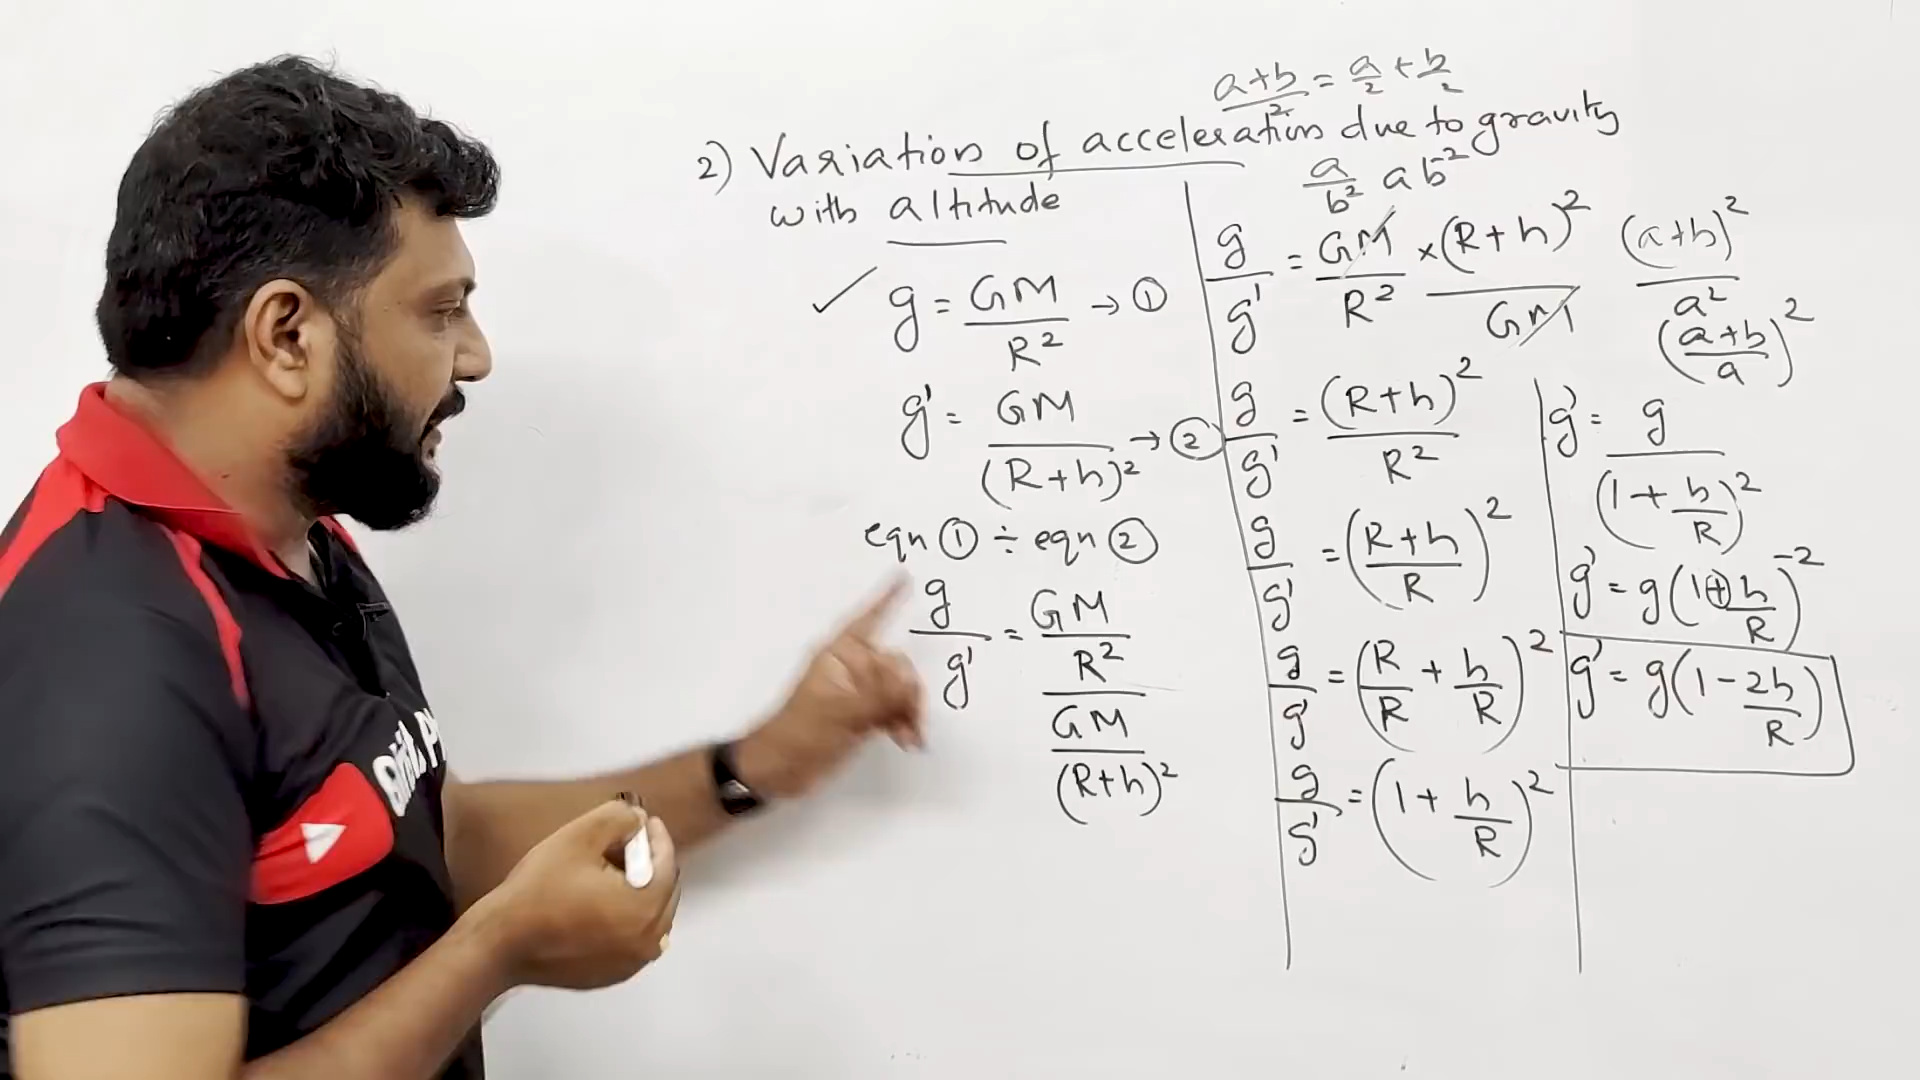 a+b/2 = a/2 + b/2
2) Variation of acceleration due to gravity
with altitude
✓ g = GM/R² → ①
g' = GM/(R+h)² → ②
eqn ① ÷ eqn ②
g/g' = GM/R² / GM/(R+h)²
a/b² ab⁻²
g/g' = GM/R² × (R+h)²/GM
g/g' = (R+h)²/R²
g/g' = (R+h/R)²
g/g' = (R/R + h/R)²
g/g' = (1 + h/R)²
(a+b)²/a²
(a+b/a)²
g' = g/(1 + h/R)²
g' = g(1+h/R)⁻²
g' = g(1-2h/R)